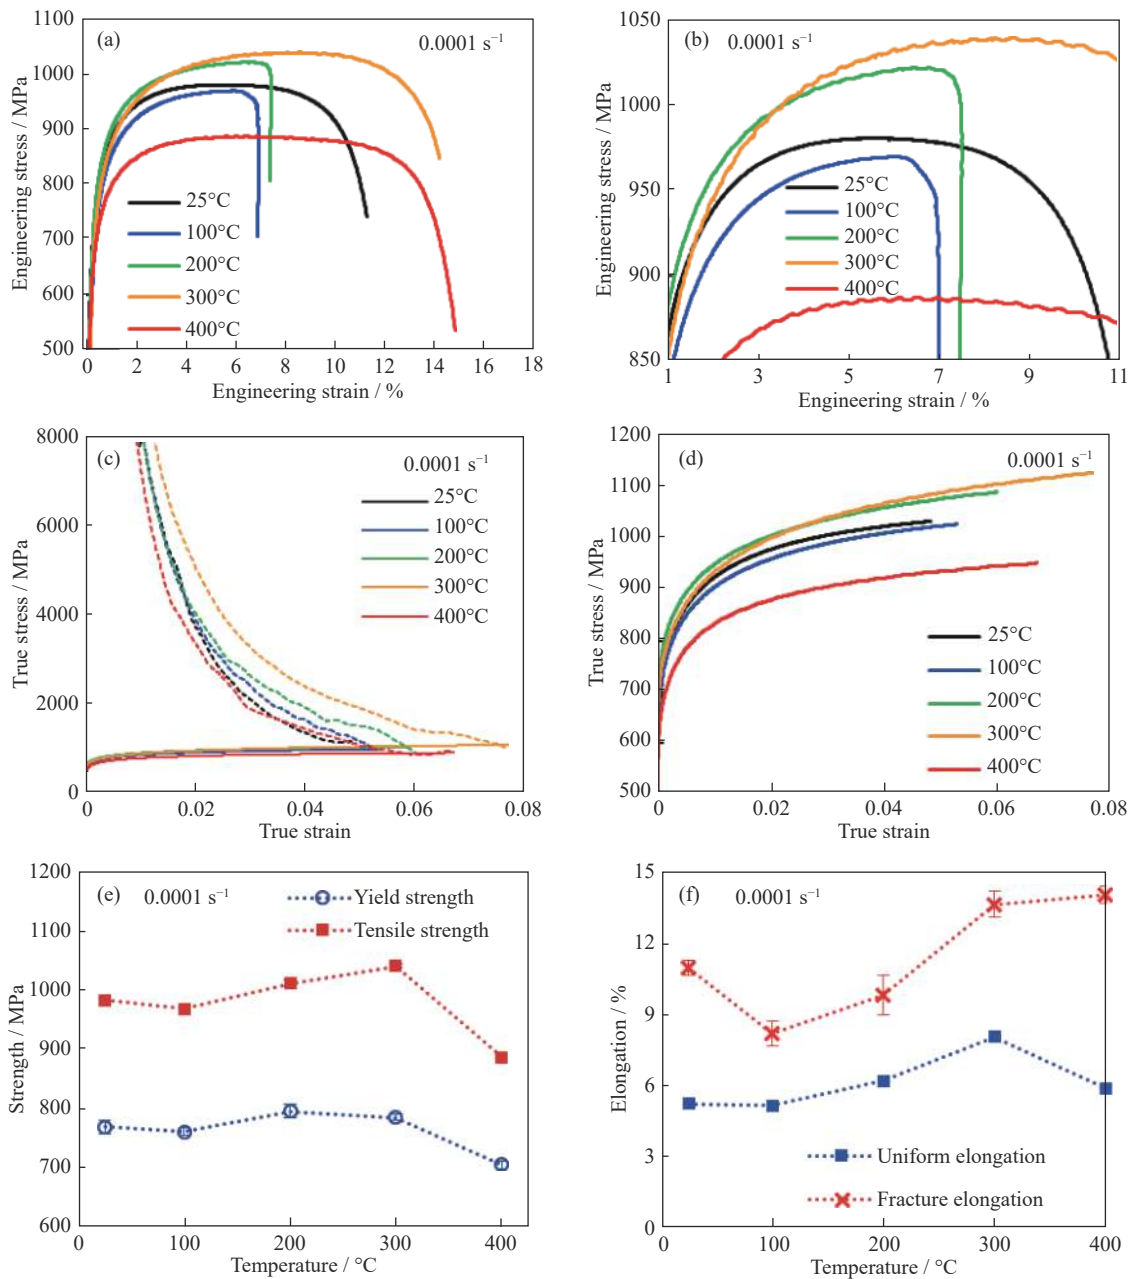 (a)
0.0001 s⁻¹
1100
1000
900
800
700
600
500
Engineering stress / MPa
25°C
100°C
200°C
300°C
400°C
0 2 4 6 8 10 12 14 16 18
Engineering strain / %
(b)
0.0001 s⁻¹
1050
1000
950
900
850
Engineering stress / MPa
25°C
100°C
200°C
300°C
400°C
1 3 5 7 9 11
Engineering strain / %
(c)
0.0001 s⁻¹
8000
6000
4000
2000
0
True stress / MPa
25°C
100°C
200°C
300°C
400°C
0 0.02 0.04 0.06 0.08
True strain
(d)
0.0001 s⁻¹
1200
1100
1000
900
800
700
600
500
True stress / MPa
25°C
100°C
200°C
300°C
400°C
0 0.02 0.04 0.06 0.08
True strain
(e)
0.0001 s⁻¹
1200
1100
1000
900
800
700
600
Strength / MPa
Yield strength
Tensile strength
0 100 200 300 400
Temperature / °C
(f)
0.0001 s⁻¹
15
12
9
6
3
0
Elongation / %
Uniform elongation
Fracture elongation
0 100 200 300 400
Temperature / °C